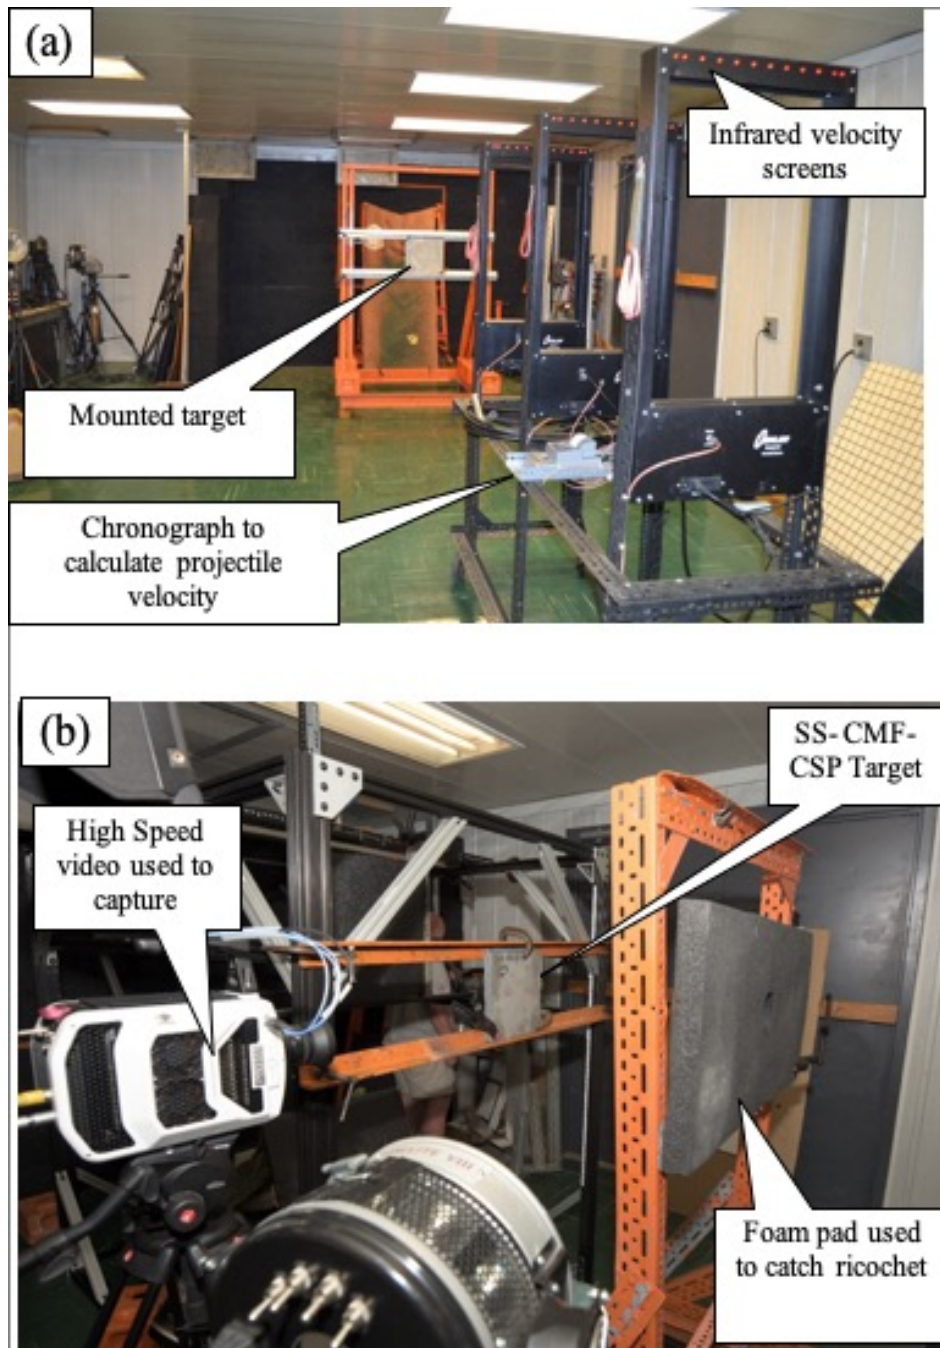 (a)
Infrared velocity
screens
Mounted target
Chronograph to
calculate projectile
velocity
(b)
SS- CMF-
CSP Target
High Speed
video used to
capture
Foam pad used
to catch ricochet